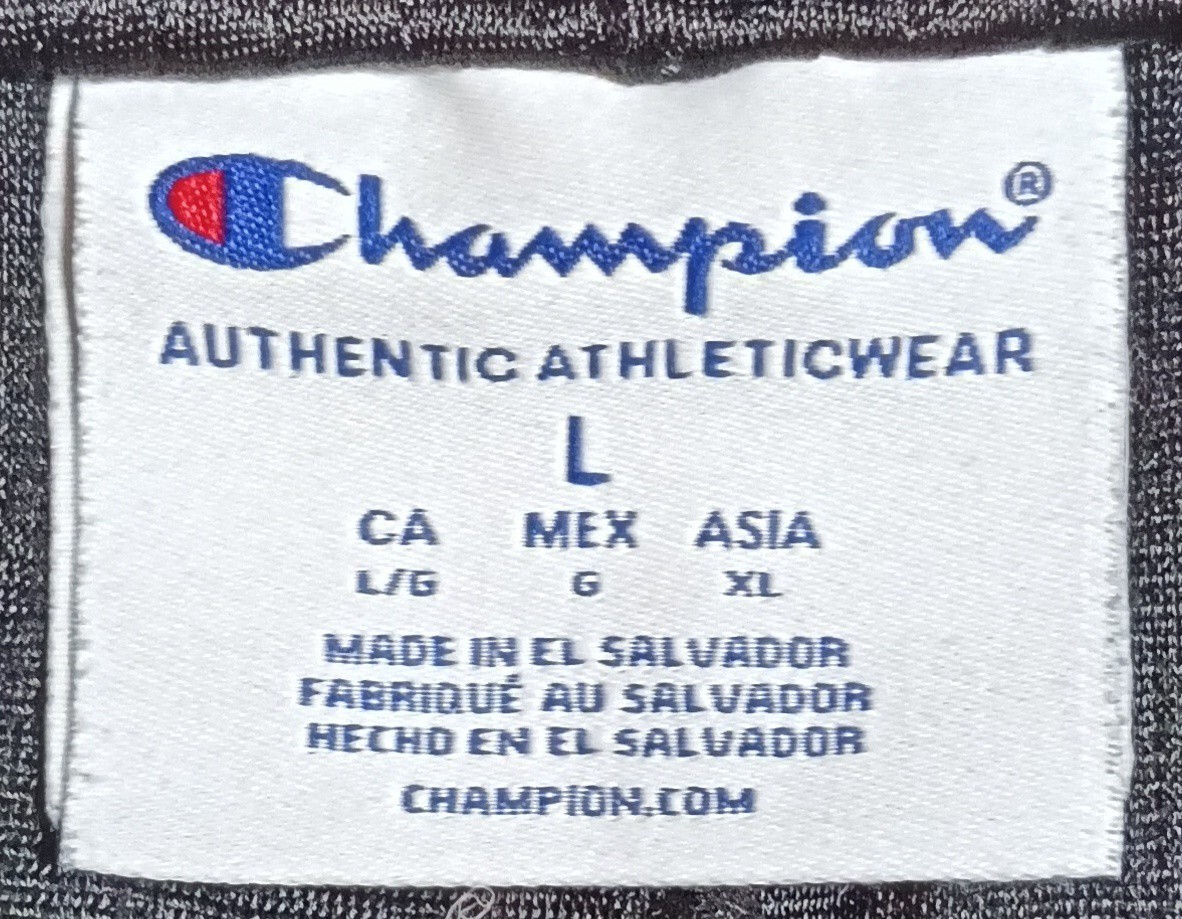 Champion®
AUTHENTIC ATHLETICWEAR
L
CA MEX ASIA
L/G G XL
MADE IN EL SALVADOR
FABRIQUÉ AU SALVADOR
HECHO EN EL SALVADOR
CHAMPION.COM